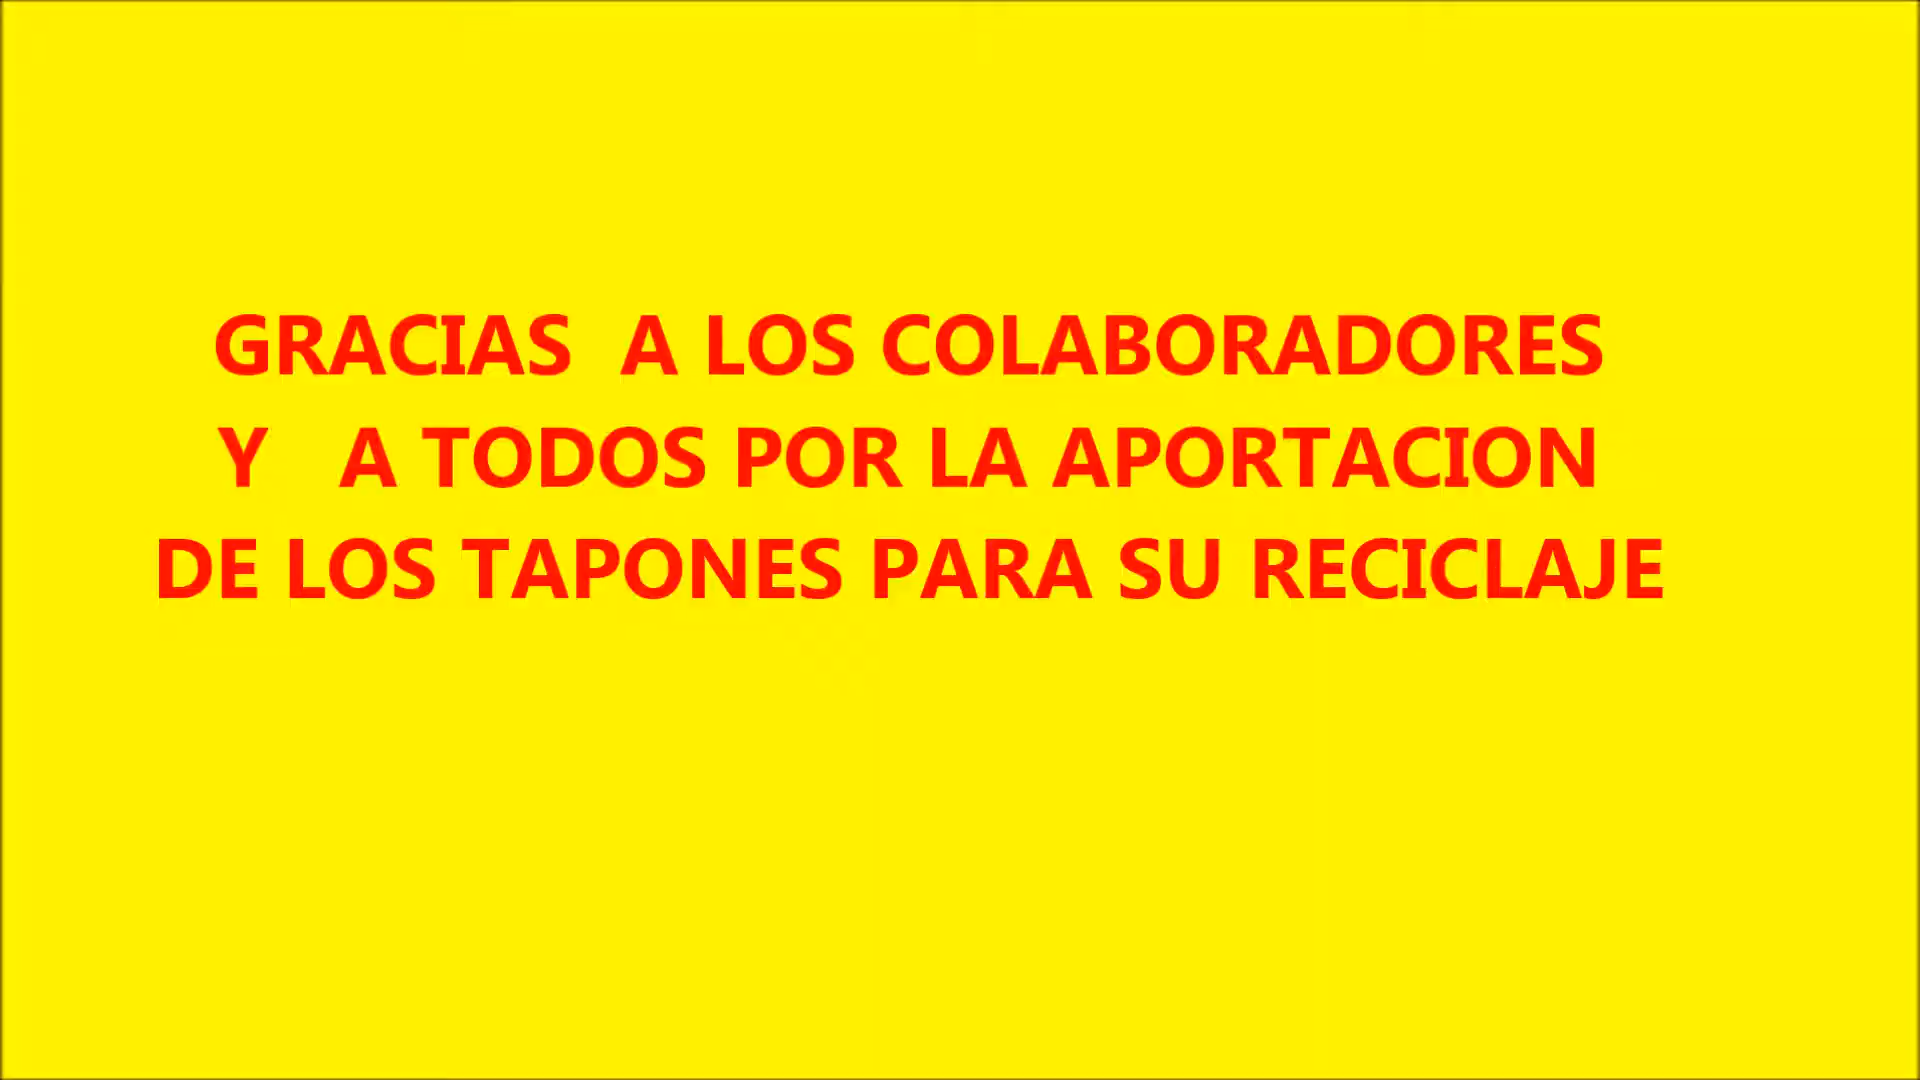 GRACIAS A LOS COLABORADORES
Y A TODOS POR LA APORTACION
DE LOS TAPONES PARA SU RECICLAJE